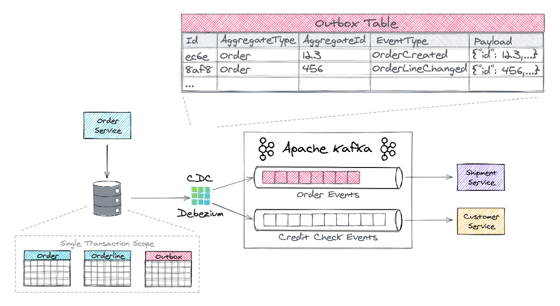 Outbox Table
Id AggregateType AggregateId EventType Payload
ec6e order 123 orderCreated {"id": 123,...}
8af8 order 456 orderLineChanged {"id": 456,...}
...
Order
Service
Apache Kafka
CDC
Debezium
Order Events
Credit Check Events
Shipment
Service
Customer
Service
Single Transaction Scope
Order Orderline Outbox